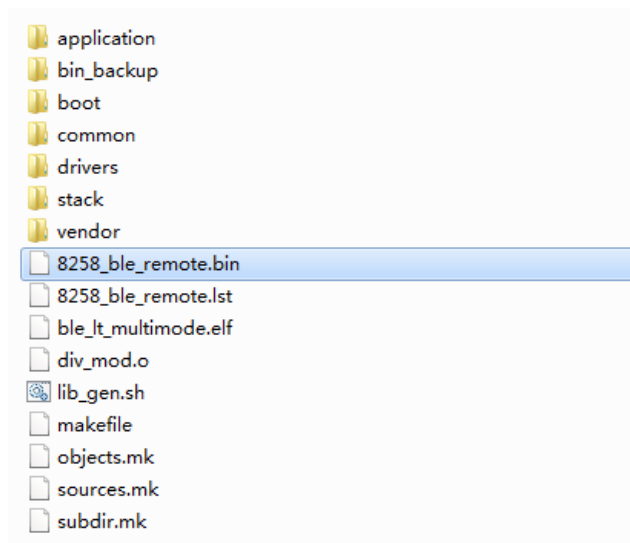 application
bin_backup
boot
common
drivers
stack
vendor
8258_ble_remote.bin
8258_ble_remote.lst
ble_lt_multimode.elf
div_mod.o
lib_gen.sh
makefile
objects.mk
sources.mk
subdir.mk